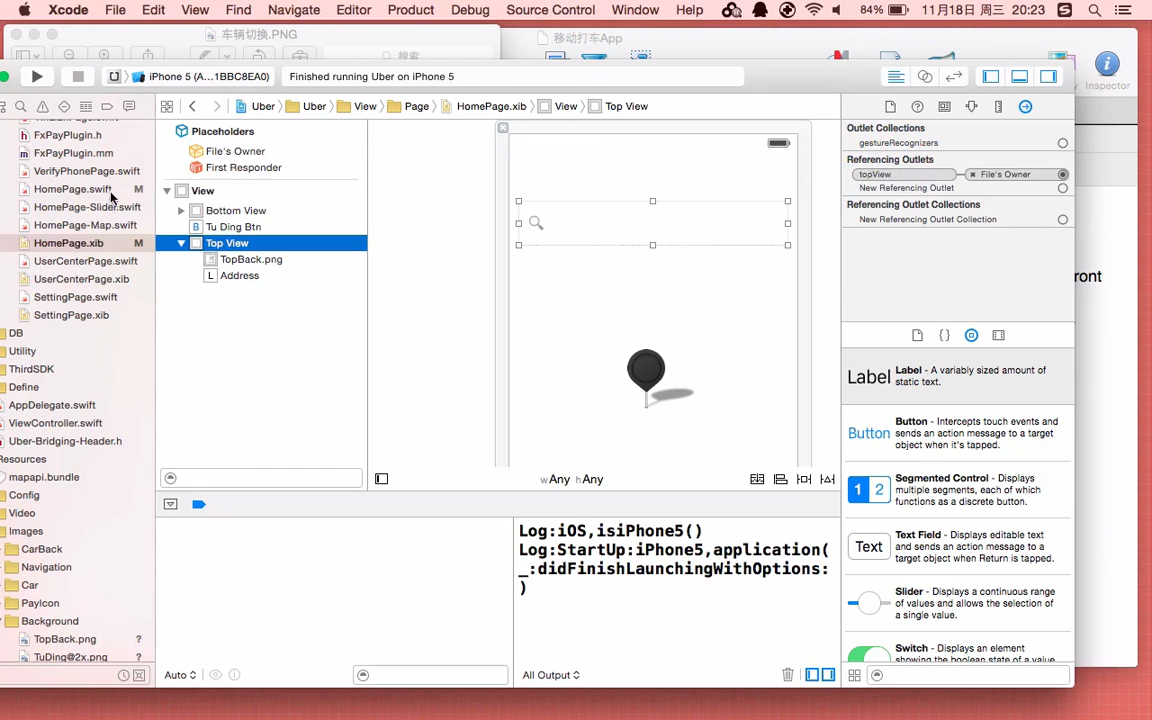 Xcode File Edit View Find Navigate Editor Product Debug Source Control Window Help 84% 11月18日 周三 20:23
车辆切换.PNG
移动打车App
搜索
Inspector
iPhone 5 (A...1BBC8EA0)
Finished running Uber on iPhone 5
Uber Uber View Page HomePage.xib View Top View
FxPayPlugin.h
FxPayPlugin.mm
VerifyPhonePage.swift
HomePage.swift M
HomePage-Slider.swift
HomePage-Map.swift
HomePage.xib M
UserCenterPage.swift
UserCenterPage.xib
SettingPage.swift
SettingPage.xib
DB
Utility
ThirdSDK
Define
AppDelegate.swift
ViewController.swift
Uber-Bridging-Header.h
Resources
mapapi.bundle
Config
Video
Images
CarBack
Navigation
Car
PayIcon
Background
TopBack.png ?
TuDing@2x.png ?
Placeholders
File's Owner
First Responder
View
Bottom View
B Tu Ding Btn
Top View
TopBack.png
L Address
wAny hAny
Auto
Log:iOS,isiPhone5()
Log:StartUp:iPhone5,application(
_:didFinishLaunchingWithOptions:
)
All Output
Outlet Collections
gestureRecognizers
Referencing Outlets
topView File's Owner
New Referencing Outlet
Referencing Outlet Collections
New Referencing Outlet Collection
ront
Label
Label - A variably sized amount of
static text.
Button
Button - Intercepts touch events and
sends an action message to a target
object when it's tapped.
1 2
Segmented Control - Displays
multiple segments, each of which
functions as a discrete button.
Text
Text Field - Displays editable text
and sends an action message to a
target object when Return is tapped.
Slider - Displays a continuous range
of values and allows the selection of
a single value.
Switch - Displays an element
showing the boolean state of a value.